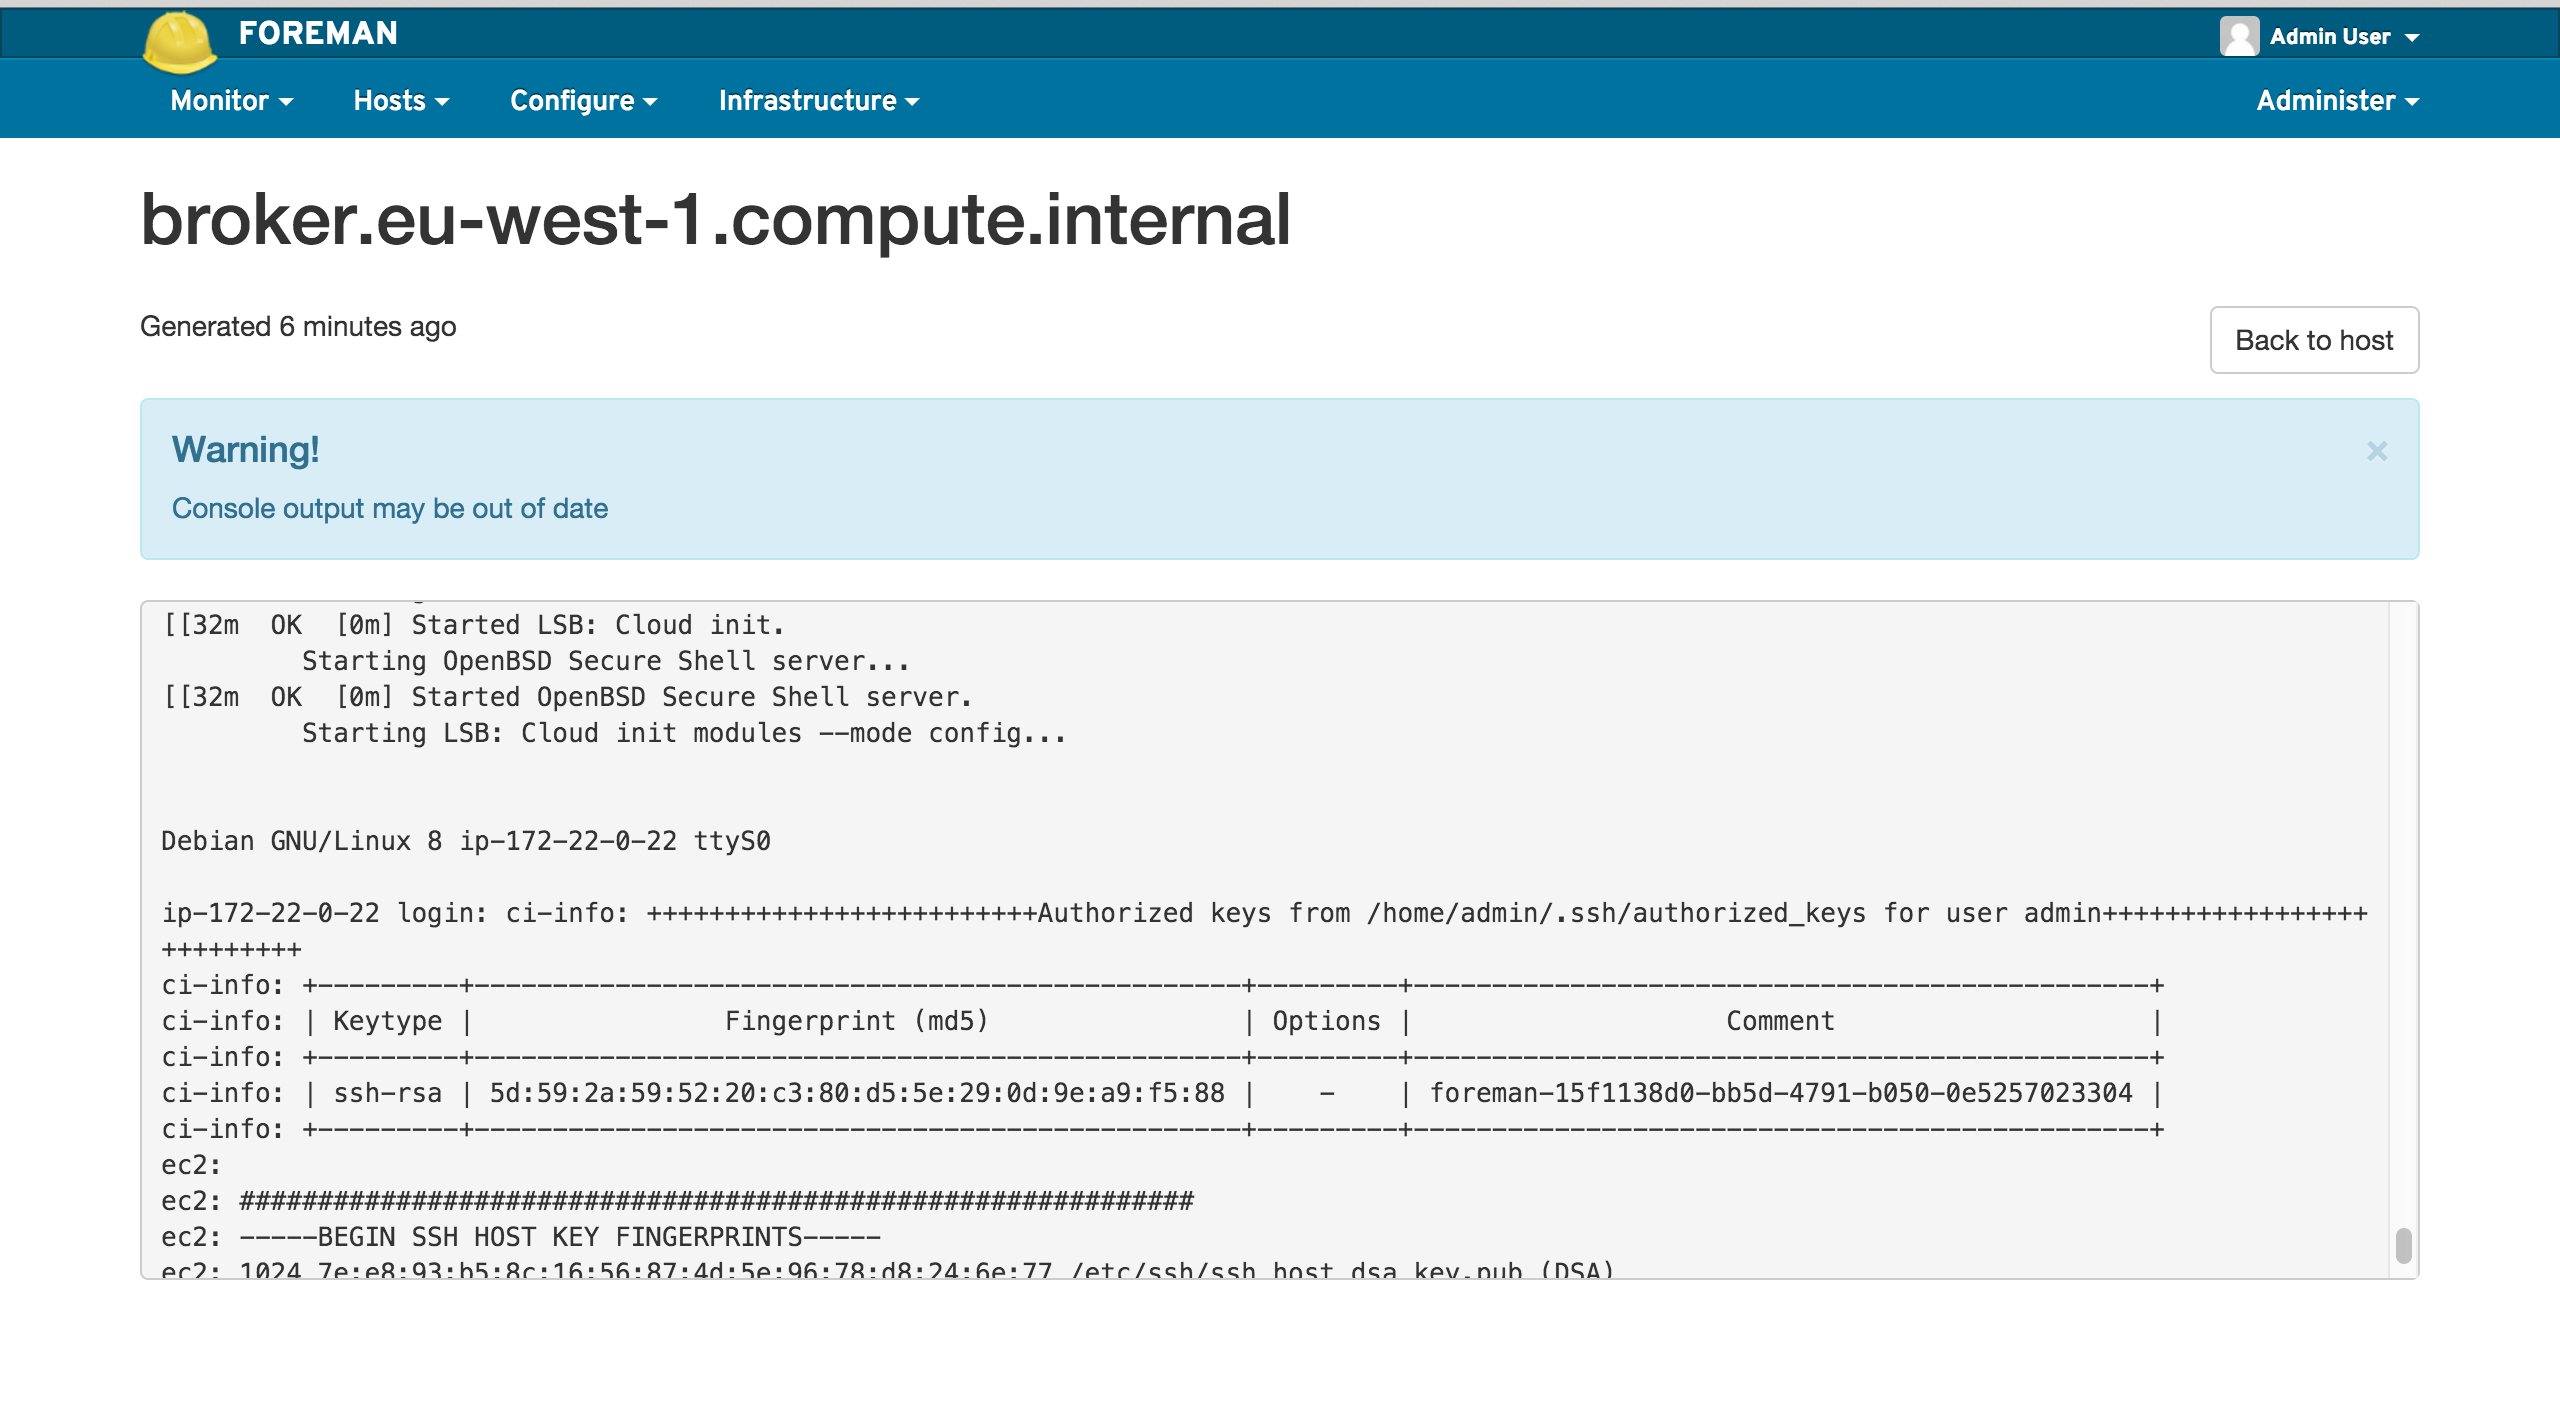 FOREMAN
Admin User
Monitor
Hosts
Configure
Infrastructure
Administer
broker.eu-west-1.compute.internal
Generated 6 minutes ago
Back to host
Warning!
×
Console output may be out of date
[[32m  OK  [0m] Started LSB: Cloud init.
         Starting OpenBSD Secure Shell server...
[[32m  OK  [0m] Started OpenBSD Secure Shell server.
         Starting LSB: Cloud init modules --mode config...
Debian GNU/Linux 8 ip-172-22-0-22 ttyS0
ip-172-22-0-22 login: ci-info: +++++++++++++++++++++++++Authorized keys from /home/admin/.ssh/authorized_keys for user admin+++++++++++++++++
+++++++++
ci-info: +---------+-------------------------------------------------+---------+-----------------------------------------------+
ci-info: | Keytype |                Fingerprint (md5)                | Options |                    Comment                    |
ci-info: +---------+-------------------------------------------------+---------+-----------------------------------------------+
ci-info: | ssh-rsa | 5d:59:2a:59:52:20:c3:80:d5:5e:29:0d:9e:a9:f5:88 |    -    | foreman-15f1138d0-bb5d-4791-b050-0e5257023304 |
ci-info: +---------+-------------------------------------------------+---------+-----------------------------------------------+
ec2:
ec2: #############################################################
ec2: -----BEGIN SSH HOST KEY FINGERPRINTS-----
ec2: 1024 7e:e8:93:b5:8c:16:56:87:4d:5e:96:78:d8:24:6e:77 /etc/ssh/ssh_host_dsa_key.pub (DSA)